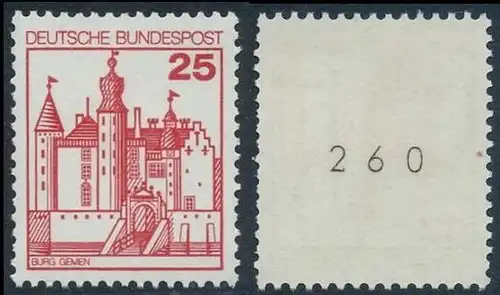 DEUTSCHE BUNDESPOST
25
BURG GEMEN
260